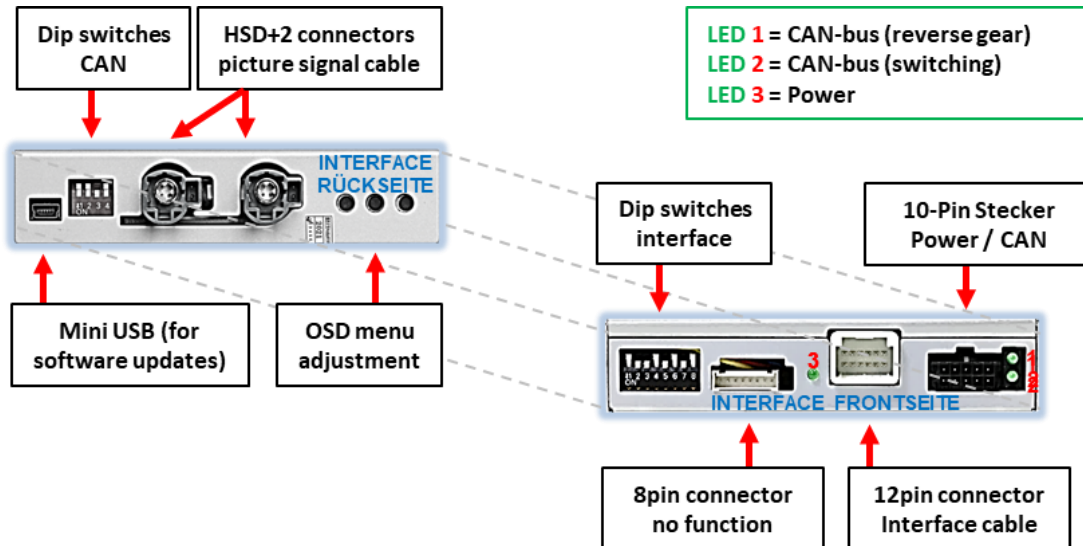 Dip switches
CAN
HSD+2 connectors
picture signal cable
LED 1 = CAN-bus (reverse gear)
LED 2 = CAN-bus (switching)
LED 3 = Power
INTERFACE
RÜCKSEITE
1 2 3 4
ON
Dip switches
interface
10-Pin Stecker
Power / CAN
Mini USB (for
software updates)
OSD menu
adjustment
3
1
2
1 2 3 4 5 6 7 8
ON
INTERFACE FRONTSEITE
8pin connector
no function
12pin connector
Interface cable